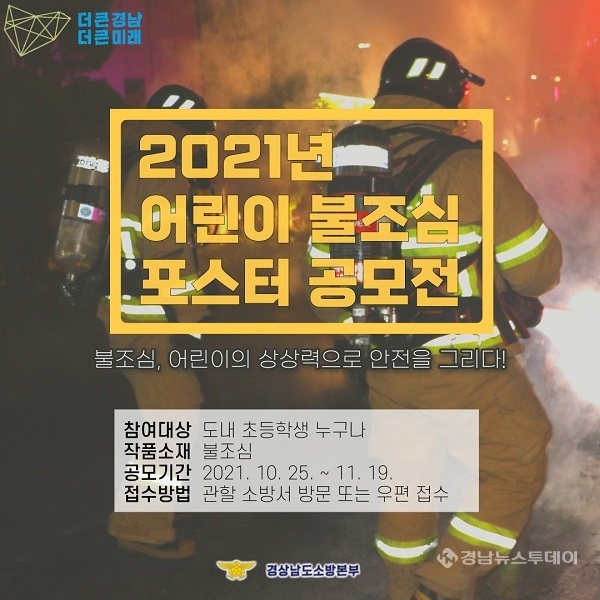 더큰경남
더큰미래
2021년
어린이 불조심
포스터 공모전
불조심, 어린이의 상상력으로 안전을 그리다!
참여대상 도내 초등학생 누구나
작품소재 불조심
공모기간 2021. 10. 25. ~ 11. 19.
접수방법 관할 소방서 방문 또는 우편 접수
경상남도소방본부
경남뉴스투데이